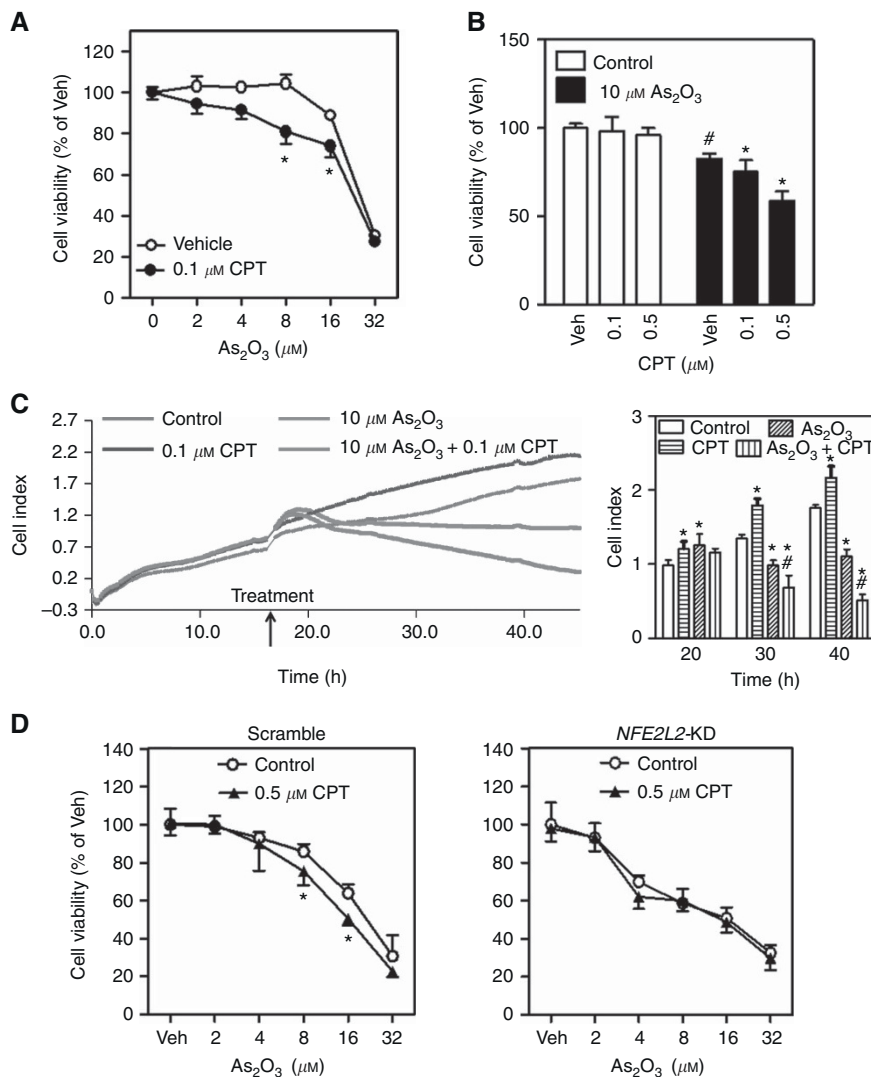 A
Cell viability (% of Veh)
120
100
80
60
40
20
0
Vehicle
0.1 μM CPT
0 2 4 8 16 32
As2O3 (μM)
B
Cell viability (% of Veh)
150
100
50
0
Control
10 μM As2O3
# * *
Veh 0.1 0.5 Veh 0.1 0.5
CPT (μM)
* *
C
Cell index
2.7
2.2
1.7
1.2
0.7
0.2
–0.3
Control 10 μM As2O3
0.1 μM CPT 10 μM As2O3 + 0.1 μM CPT
Treatment
0.0 10.0 20.0 30.0 40.0
Time (h)
Cell index
3
2
1
0
Control As2O3
CPT As2O3 + CPT
* * * * * # * * * #
20 30 40
Time (h)
D
Scramble
Cell viability (% of Veh)
140
120
100
80
60
40
20
0
Control
0.5 μM CPT
* *
Veh 2 4 8 16 32
As2O3 (μM)
NFE2L2-KD
140
120
100
80
60
40
20
0
Control
0.5 μM CPT
Veh 2 4 8 16 32
As2O3 (μM)